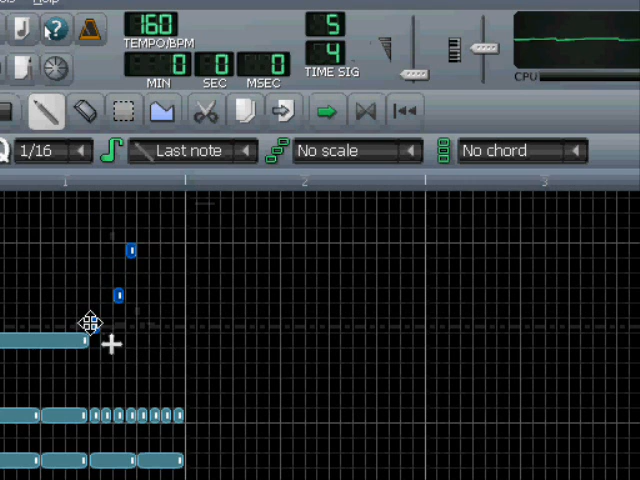 Help
160
TEMPO/BPM
5
4
TIME SIG
0 0 0
MIN SEC MSEC
CPU
Q 1/16 Last note No scale No chord
1 2 3